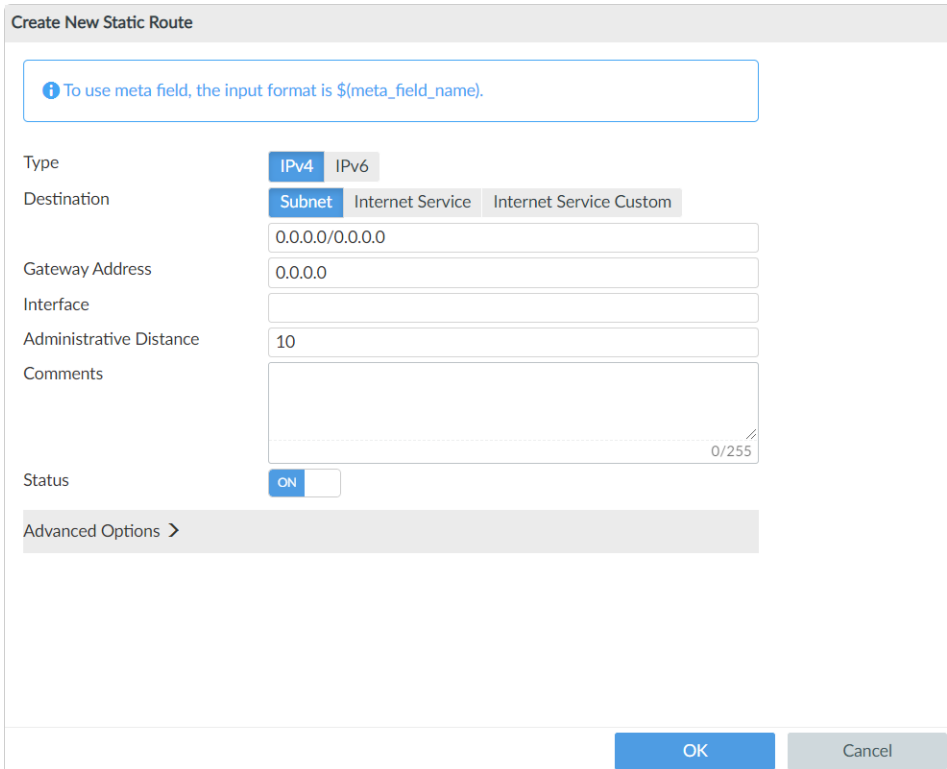 Create New Static Route
To use meta field, the input format is $(meta_field_name).
Type IPv4 IPv6
Destination Subnet Internet Service Internet Service Custom
0.0.0.0/0.0.0.0
Gateway Address 0.0.0.0
Interface
Administrative Distance 10
Comments
0/255
Status ON
Advanced Options
OK Cancel